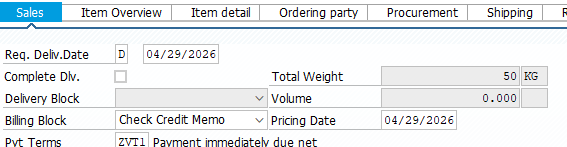 Sales Item Overview Item detail Ordering party Procurement Shipping R
Req. Deliv.Date D 04/29/2026
Complete Dlv. Total Weight 50 KG
Delivery Block Volume 0.000
Billing Block Check Credit Memo Pricing Date 04/29/2026
Pyt Terms ZVT1 Payment immediately due net